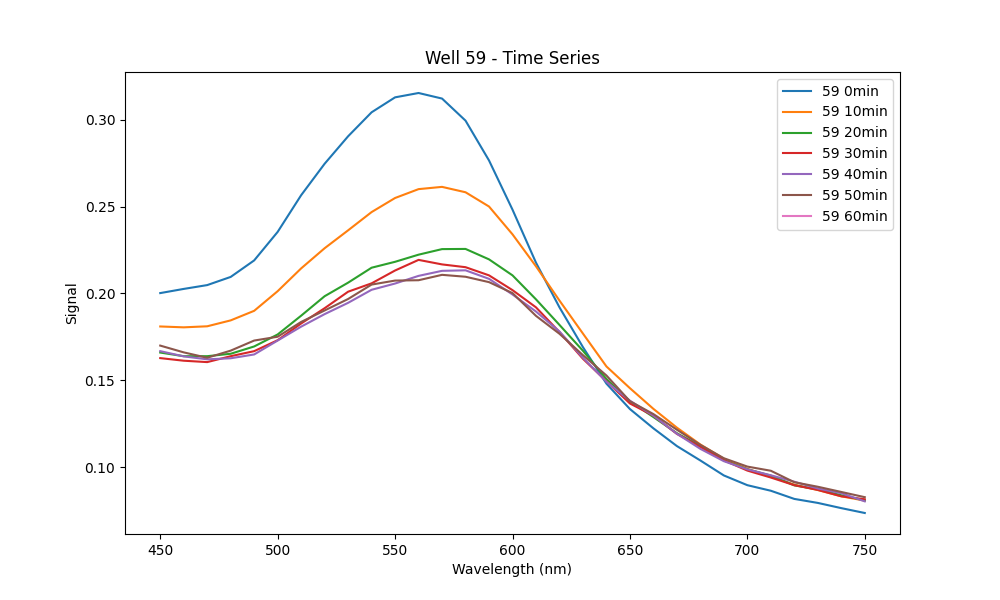 Well 59 - Time Series
59 0min
59 10min
59 20min
59 30min
59 40min
59 50min
59 60min
Signal
0.30
0.25
0.20
0.15
0.10
450 500 550 600 650 700 750
Wavelength (nm)